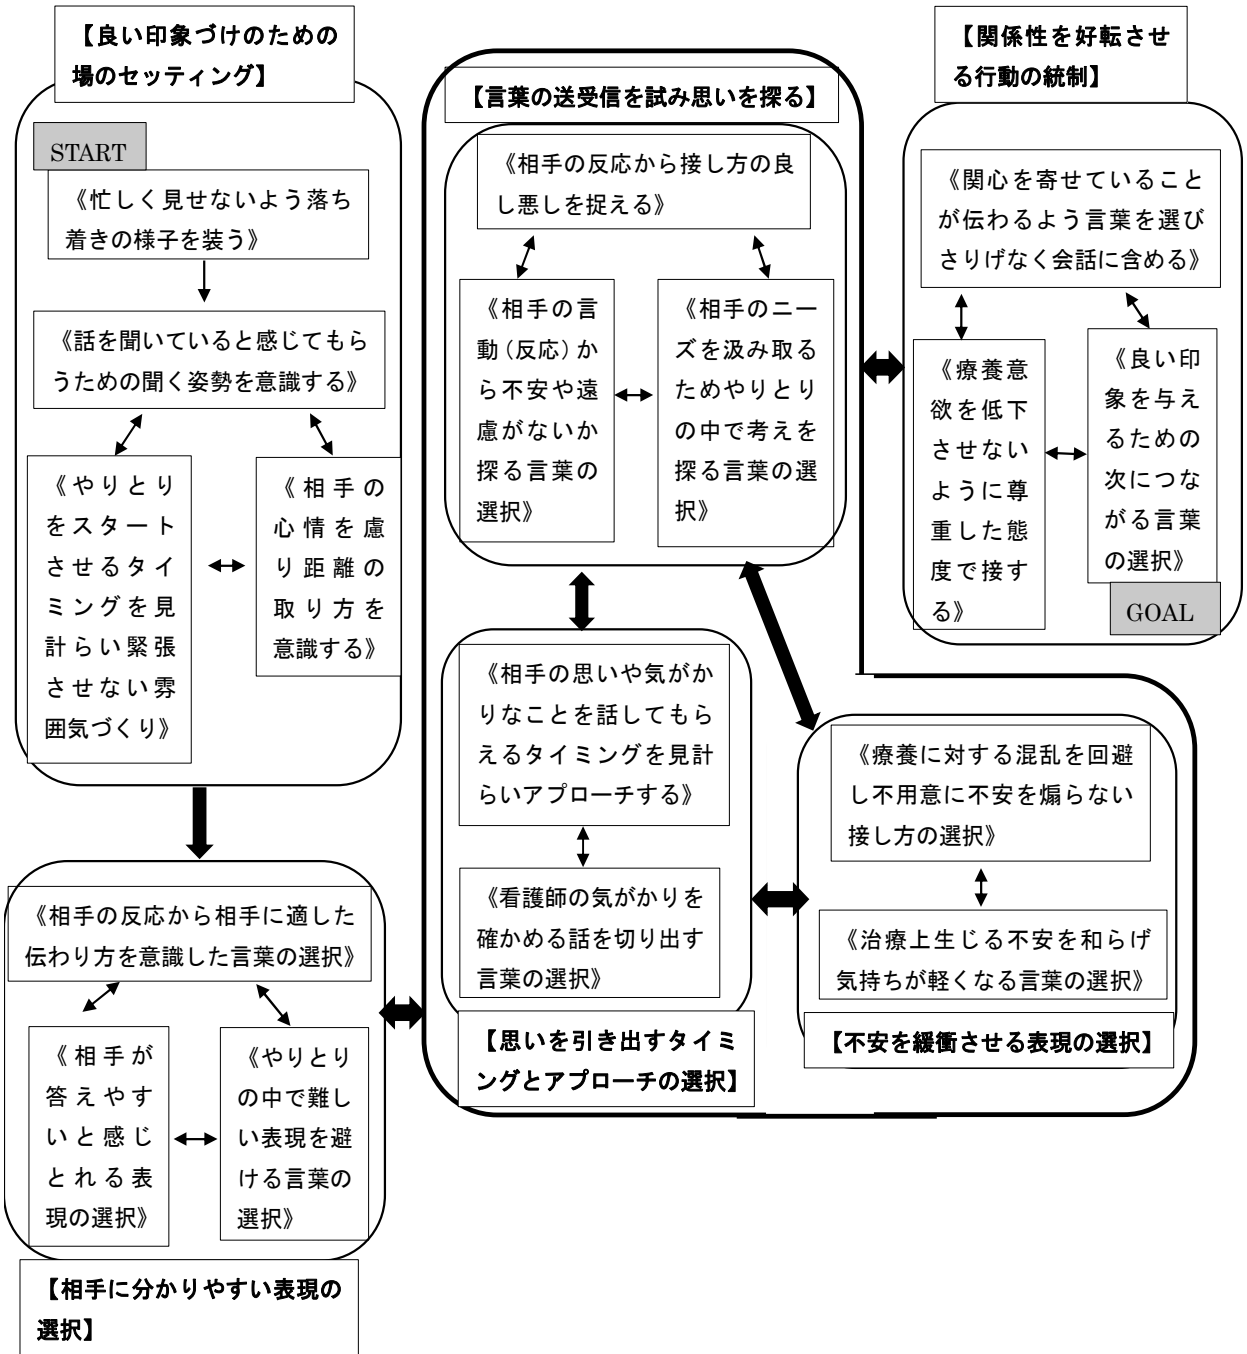 【良い印象づけのための
場のセッティング】
START
《忙しく見せないよう落ち
着きの様子を装う》
《話を聞いていると感じてもら
うための聞く姿勢を意識する》
《やりとり
をスタート
させるタイ
ミングを見
計らい緊張
させない雰
囲気づくり》
《相手の
心情を慮
り距離の
取り方を
意識する》
《相手の反応から相手に適した
伝わり方を意識した言葉の選択》
《相手が
答えやす
いと感じ
とれる表
現の選択》
《やりとり
の中で難し
い表現を避
ける言葉の
選択》
【相手に分かりやすい表現の
選択】
【言葉の送受信を試み思いを探る】
《相手の反応から接し方の良
し悪しを捉える》
《相手の言
動(反応)か
ら不安や遠
慮がないか
探る言葉の
選択》
《相手のニー
ズを汲み取る
ためやりとり
の中で考えを
探る言葉の選
択》
《相手の思いや気がか
りなことを話してもら
えるタイミングを見計
らいアプローチする》
《看護師の気がかりを
確かめる話を切り出す
言葉の選択》
【思いを引き出すタイミ
ングとアプローチの選択】
《療養に対する混乱を回避
し不用意に不安を煽らない
接し方の選択》
《治療上生じる不安を和らげ
気持ちが軽くなる言葉の選択》
【不安を緩衝させる表現の選択】
【関係性を好転させ
る行動の統制】
《関心を寄せていること
が伝わるよう言葉を選び
さりげなく会話に含める》
《療養意
欲を低下
させない
ように尊
重した態
度で接す
る》
《良い印
象を与え
るための
次につな
がる言葉
の選択》
GOAL